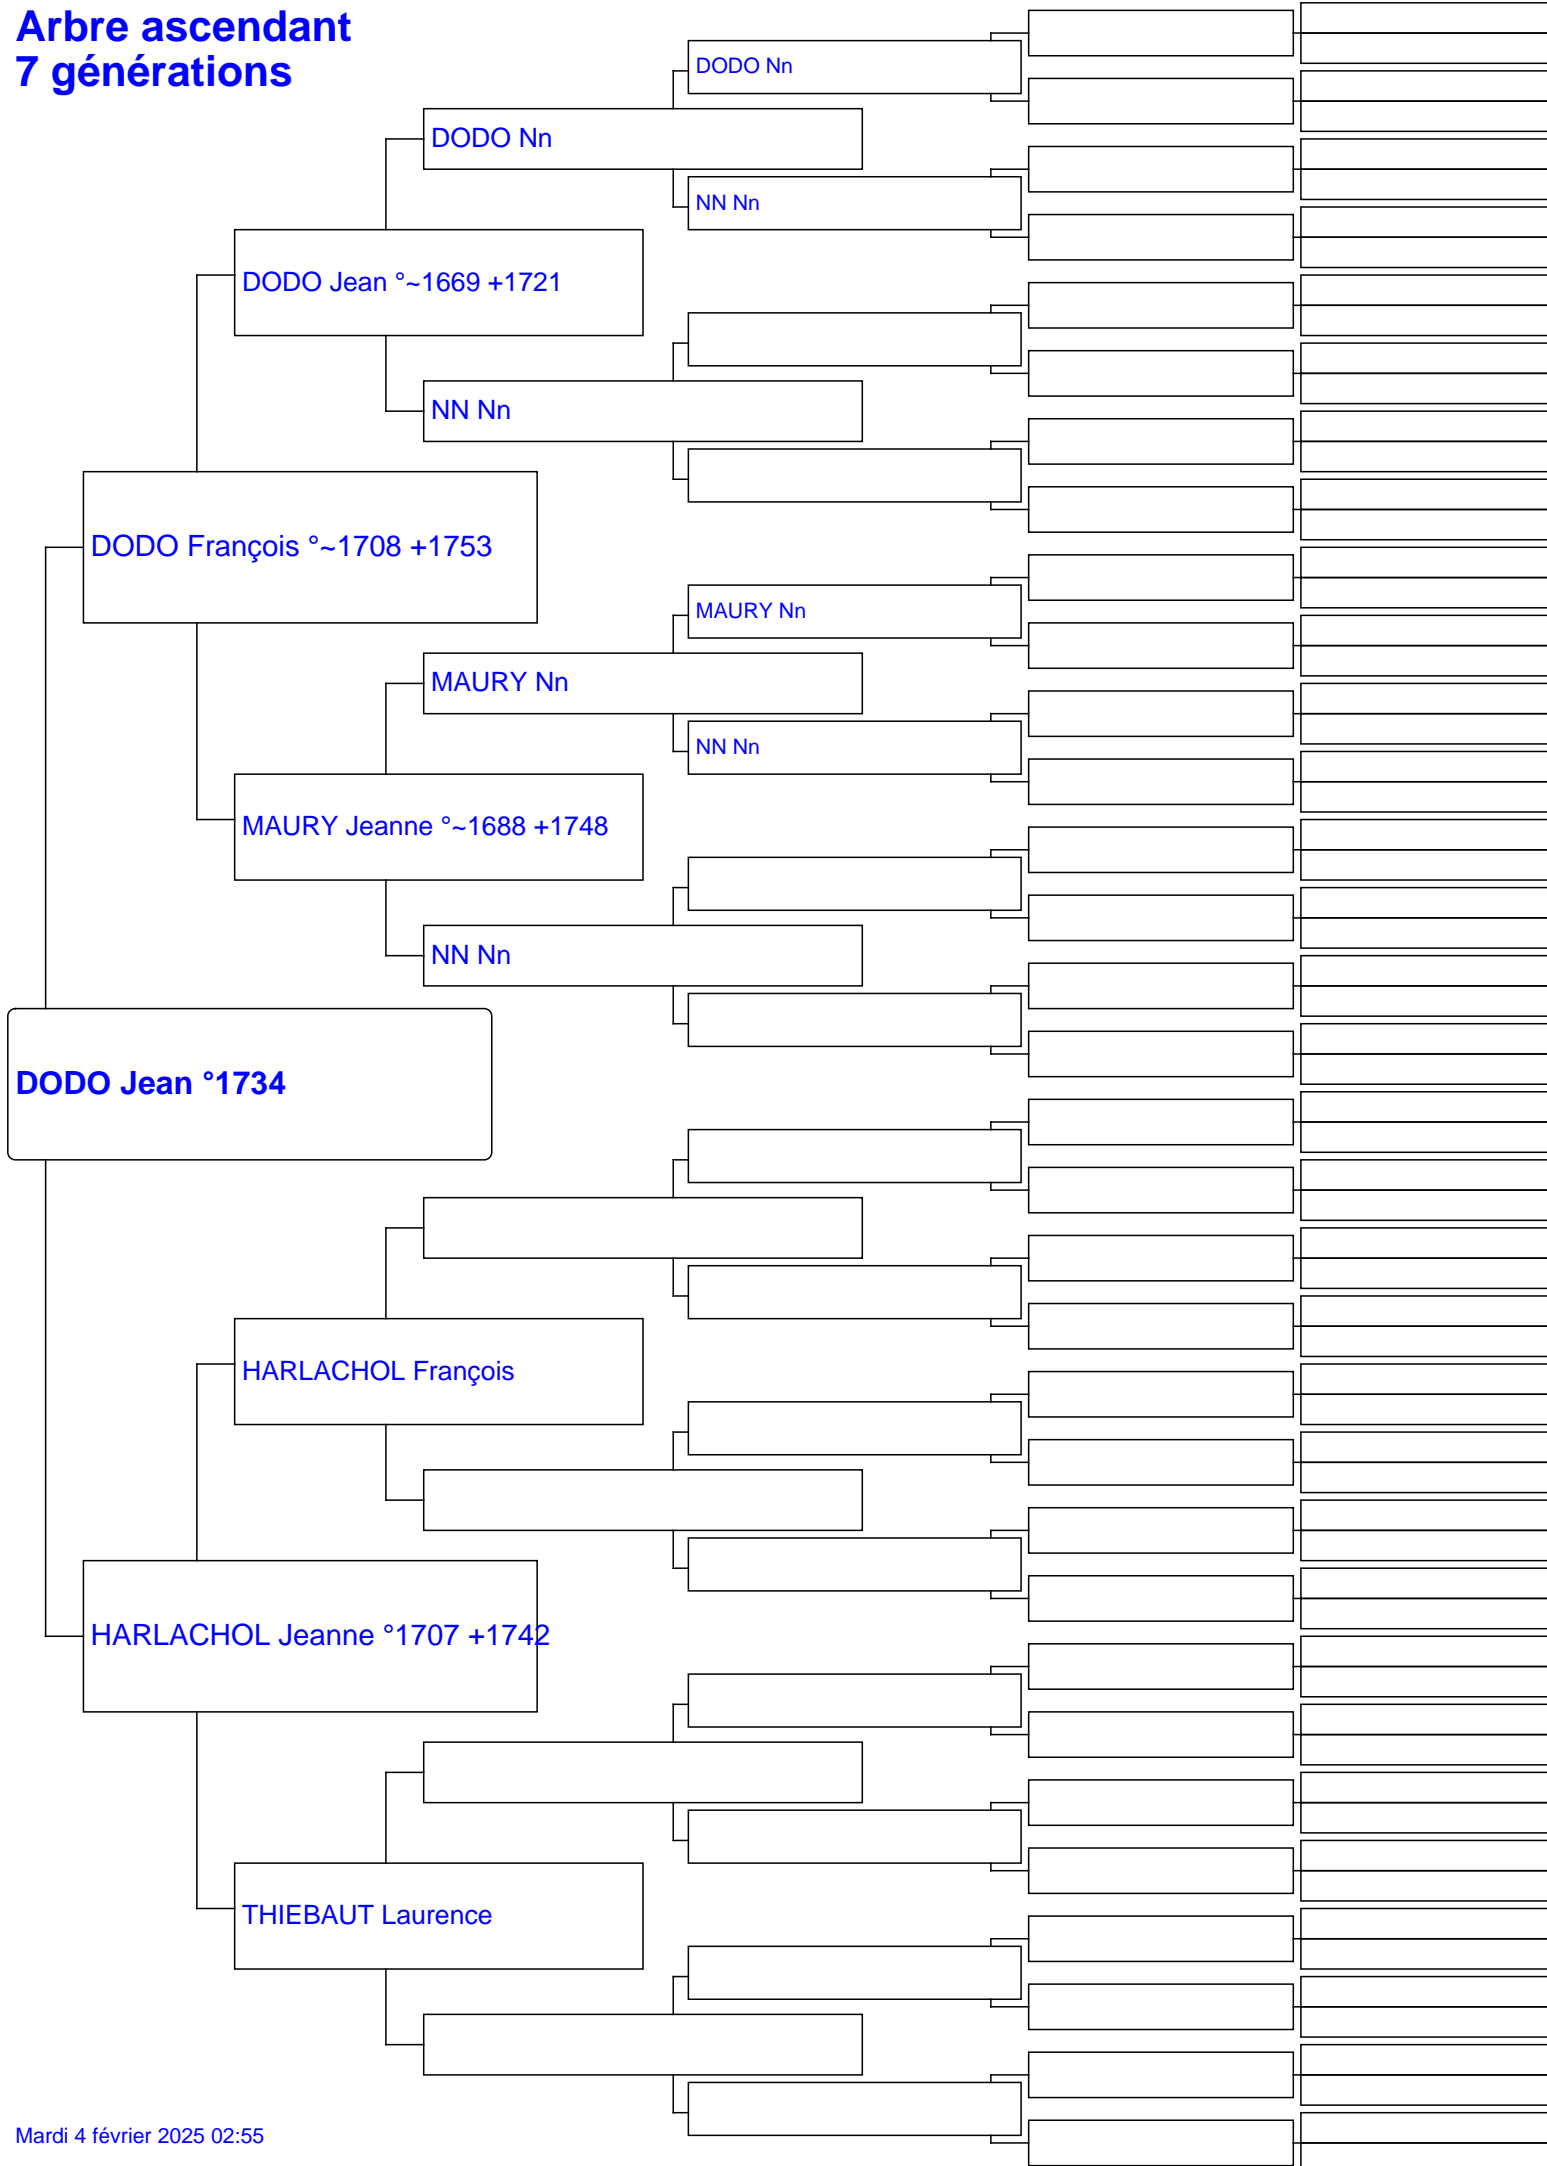 Arbre ascendant
7 générations
DODO Nn
DODO Nn
NN Nn
DODO Jean °~1669 +1721
NN Nn
DODO François °~1708 +1753
MAURY Nn
MAURY Nn
NN Nn
MAURY Jeanne °~1688 +1748
NN Nn
DODO Jean °1734
HARLACHOL François
HARLACHOL Jeanne °1707 +1742
THIEBAUT Laurence
Mardi 4 février 2025 02:55